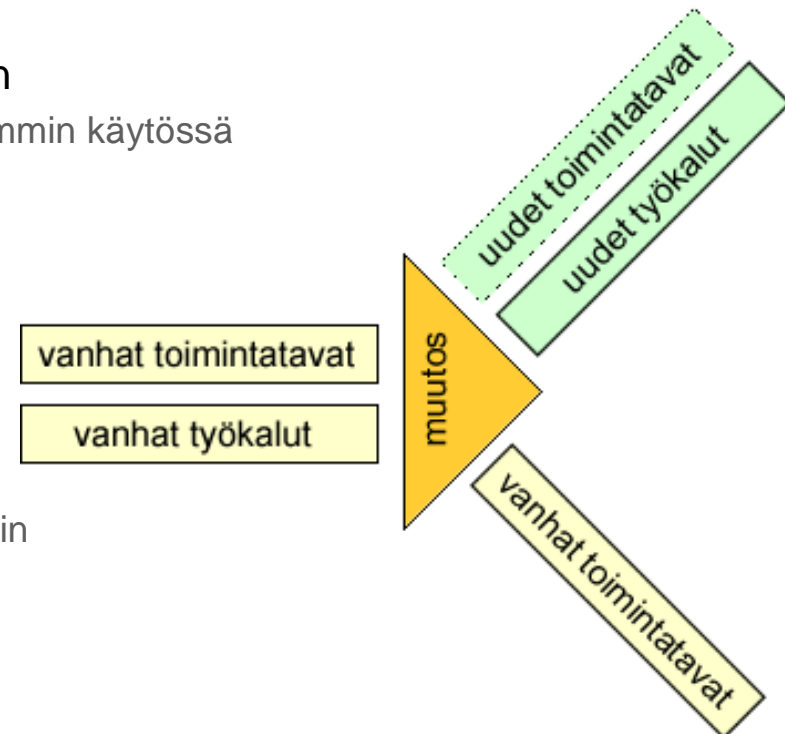 n
mmin käytössä
uudet toimintatavat
uudet työkalut
vanhat toimintatavat
vanhat työkalut
muutos
in
vanhat toimintatavat